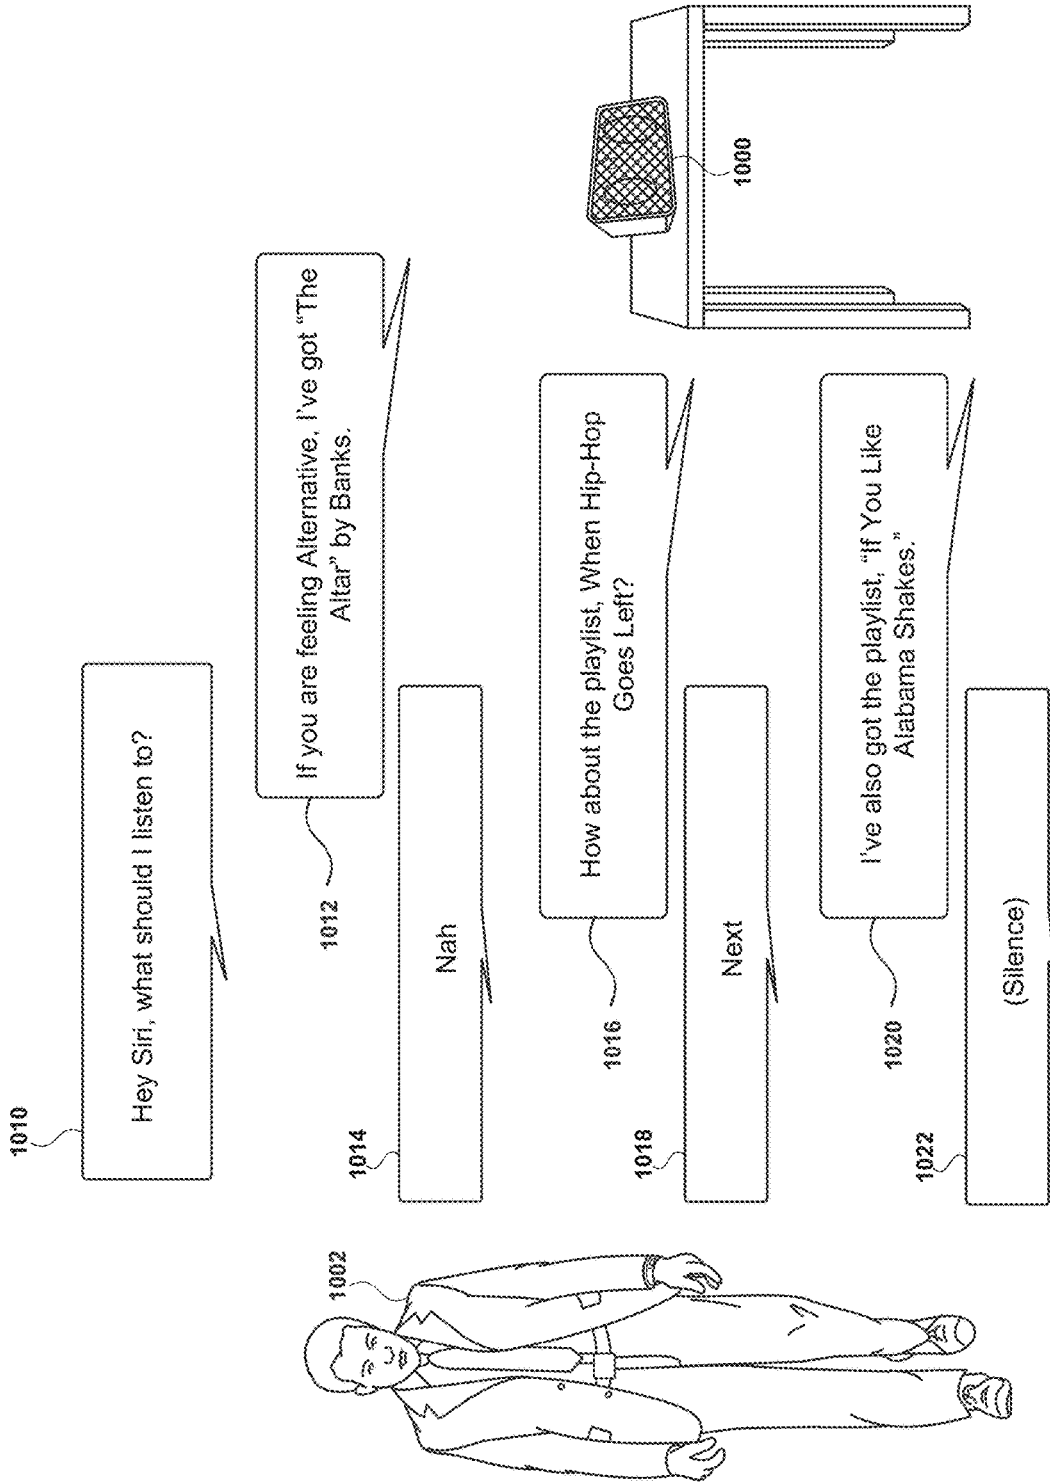 1010
Hey Siri, what should I listen to?
If you are feeling Alternative, I've got “The
Altar” by Banks.
1012
1014
Nah
How about the playlist, When Hip-Hop
Goes Left?
1016
1018
Next
I've also got the playlist, “If You Like
Alabama Shakes.”
1020
1022
(Silence)
1002
1000